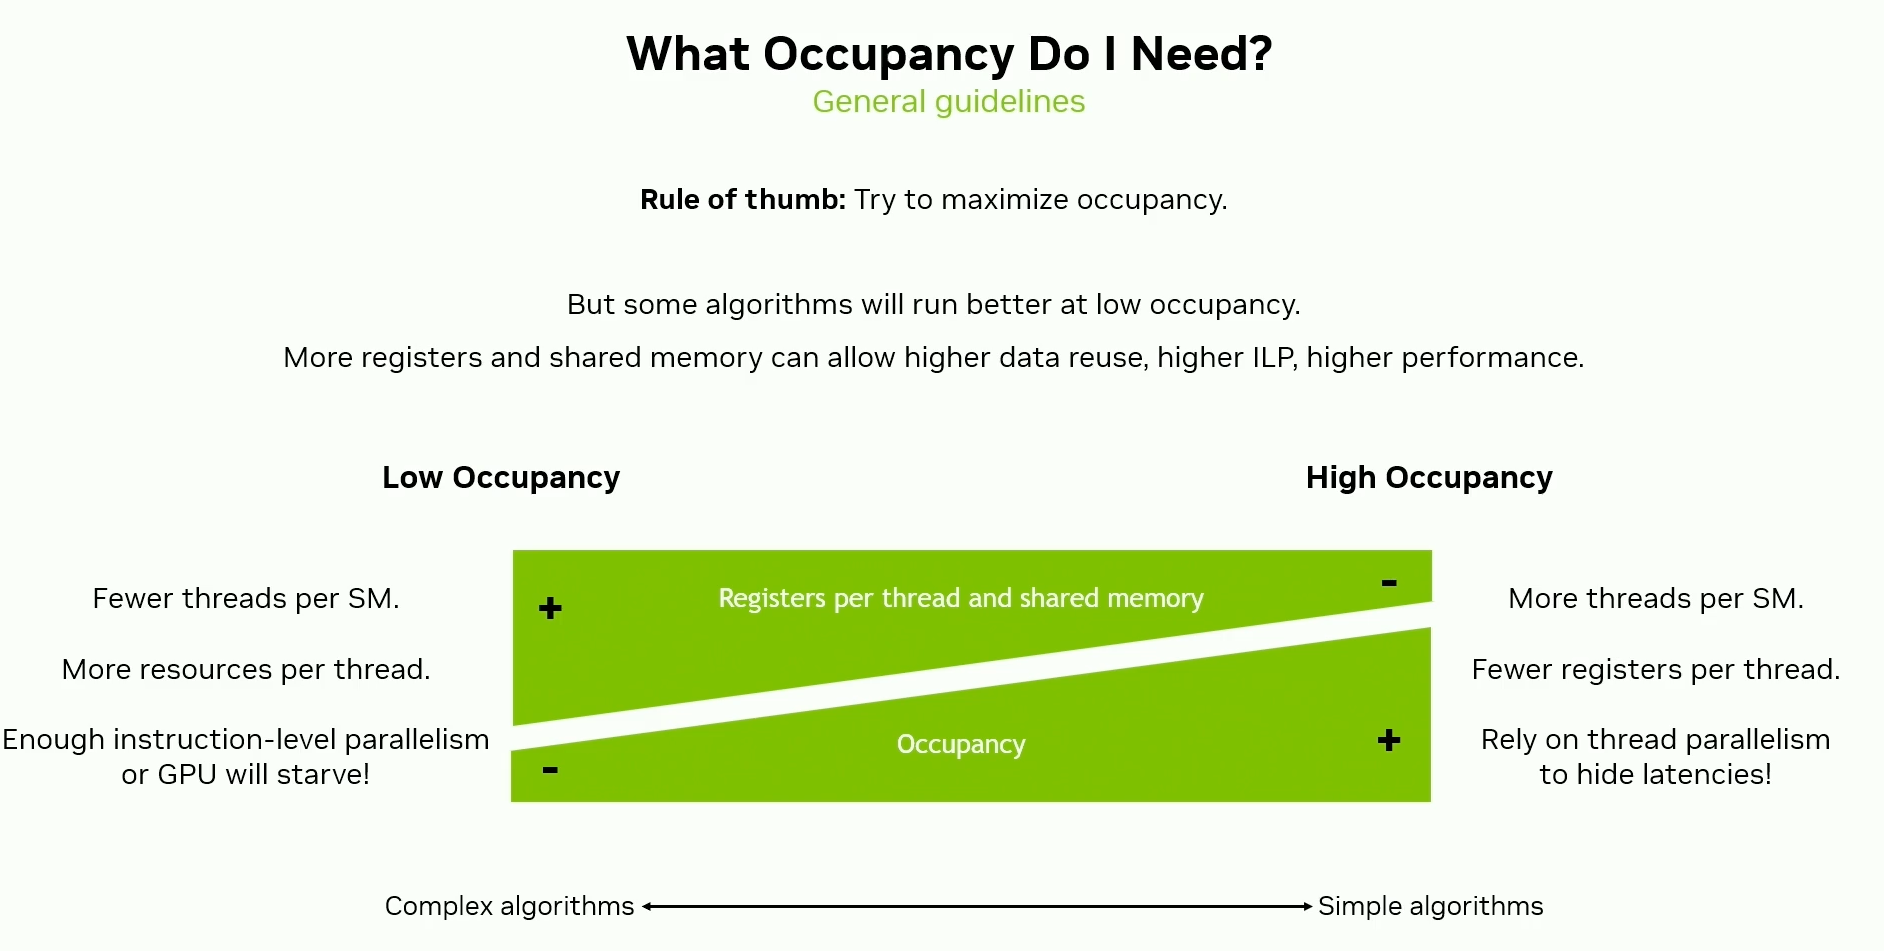 What Occupancy Do I Need?
General guidelines
Rule of thumb: Try to maximize occupancy.
But some algorithms will run better at low occupancy.
More registers and shared memory can allow higher data reuse, higher ILP, higher performance.
Low Occupancy
High Occupancy
Fewer threads per SM.
More resources per thread.
Enough instruction-level parallelism
or GPU will starve!
+
Registers per thread and shared memory
-
-
Occupancy
+
More threads per SM.
Fewer registers per thread.
Rely on thread parallelism
to hide latencies!
Complex algorithms
Simple algorithms